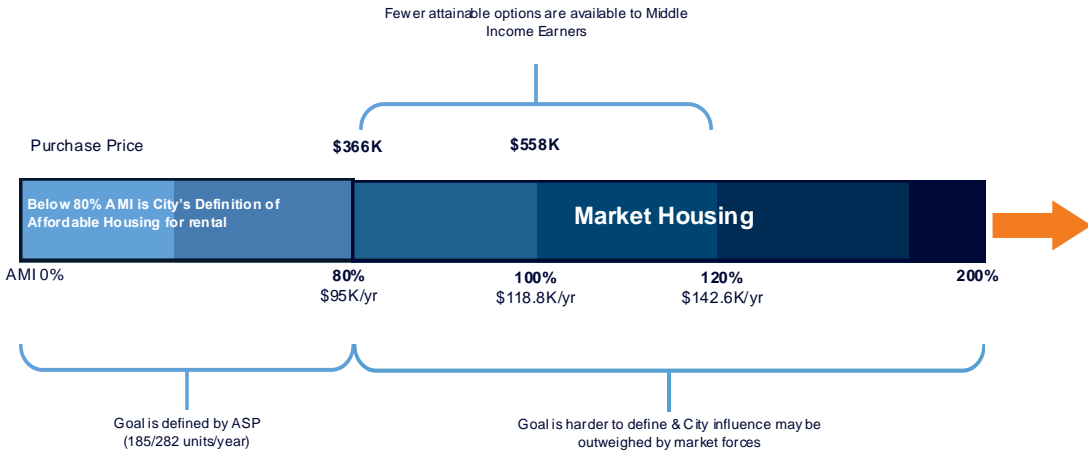 Fewer attainable options are available to Middle
Income Earners
Purchase Price
$366K
$558K
Below 80% AMI is City's Definition of
Affordable Housing for rental
Market Housing
AMI 0%
80%
$95K/yr
100%
$118.8K/yr
120%
$142.6K/yr
200%
Goal is defined by ASP
(185/282 units/year)
Goal is harder to define & City influence may be
outweighed by market forces